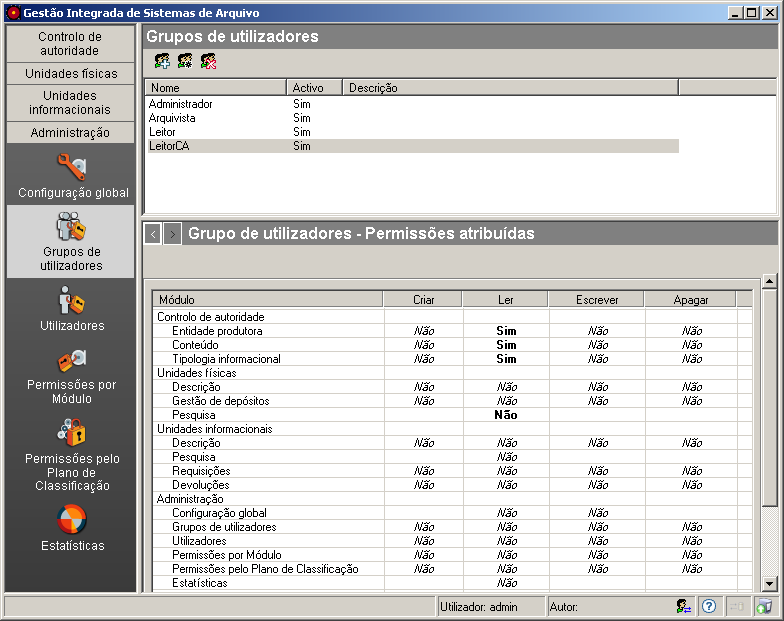 Gestão Integrada de Sistemas de Arquivo
Controlo de
autoridade
Unidades físicas
Unidades
informacionais
Administração
Configuração global
Grupos de
utilizadores
Utilizadores
Permissões por
Módulo
Permissões pelo
Plano de
Classificação
Estatísticas
Grupos de utilizadores
Nome Activo Descrição
Administrador Sim
Arquivista Sim
Leitor Sim
LeitorCA Sim
< > Grupo de utilizadores - Permissões atribuídas
Módulo Criar Ler Escrever Apagar
Controlo de autoridade
Entidade produtora Não Sim Não Não
Conteúdo Não Sim Não Não
Tipologia informacional Não Sim Não Não
Unidades físicas
Descrição Não Não Não Não
Gestão de depósitos Não Não Não Não
Pesquisa Não
Unidades informacionais
Descrição Não Não Não Não
Pesquisa Não
Requisições Não Não Não Não
Devoluções Não Não Não Não
Administração
Configuração global Não Não
Grupos de utilizadores Não Não Não Não
Utilizadores Não Não Não Não
Permissões por Módulo Não Não Não Não
Permissões pelo Plano de Classificação Não Não Não Não
Estatísticas Não
Utilizador: admin Autor: